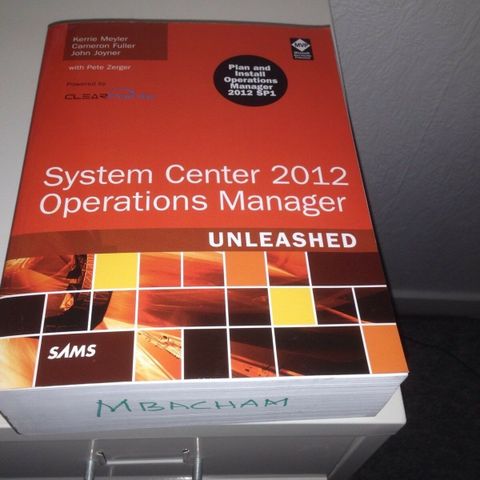 Kerrie Meyler
Cameron Fuller
John Joyner
with Pete Zerger
Powered by
Plan and
Install
Operations
Manager
2012 SP1
System Center 2012
Operations Manager
UNLEASHED
SAMS
MBACHAM